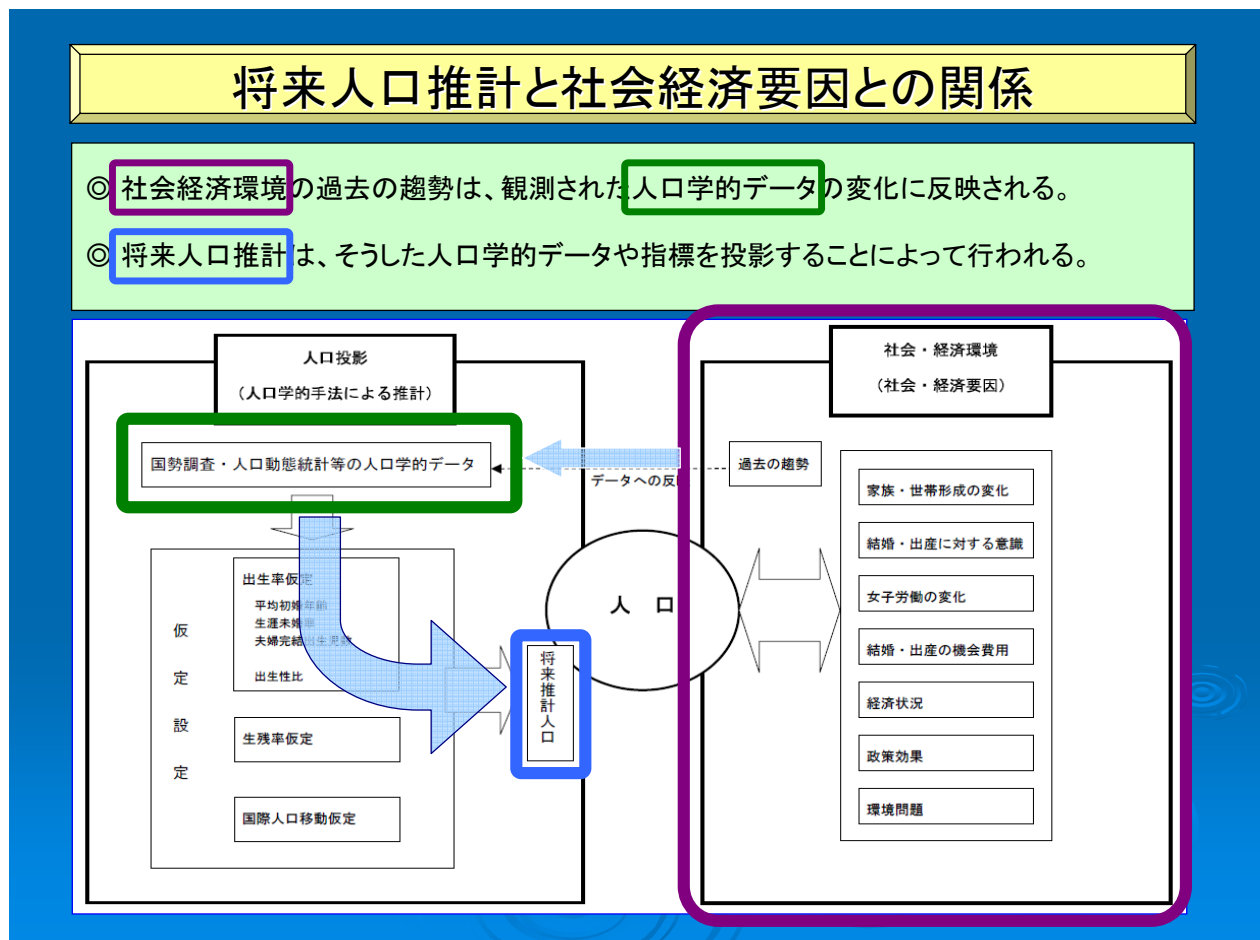 将来人口推計と社会経済要因との関係
◎ 社会経済環境の過去の趨勢は、観測された人口学的データの変化に反映される。
◎ 将来人口推計は、そうした人口学的データや指標を投影することによって行われる。
人口投影
（人口学的手法による推計）
国勢調査・人口動態統計等の人口学的データ
仮定設定
出生率仮定
平均初婚年齢
生涯未婚率
夫婦完結出生児数
出生性比
生残率仮定
国際人口移動仮定
データへの反
人 口
将来推計人口
社会・経済環境
（社会・経済要因）
過去の趨勢
家族・世帯形成の変化
結婚・出産に対する意識
女子労働の変化
結婚・出産の機会費用
経済状況
政策効果
環境問題